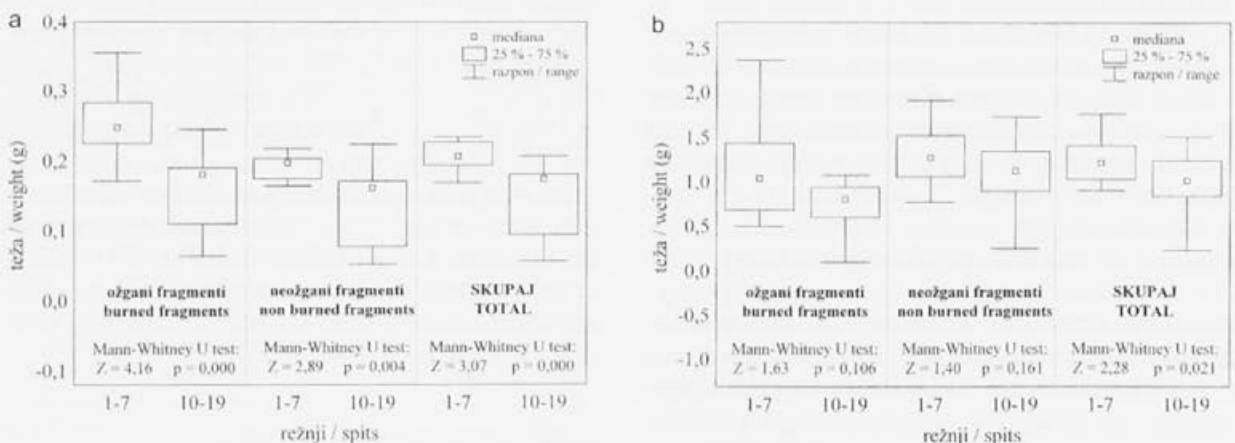 a
0,4
0,3
0,2
0,1
0,0
-0,1
teža / weight (g)
mediana
25 % - 75 %
razpon / range
ožgani fragmenti
burned fragments
neožgani fragmenti
non burned fragments
SKUPAJ
TOTAL
Mann-Whitney U test:
Z = 4,16 p = 0,000
Mann-Whitney U test:
Z = 2,89 p = 0,004
Mann-Whitney U test:
Z = 3,07 p = 0,000
1-7 10-19 1-7 10-19 1-7 10-19
režnji / spits
b
2,5
2,0
1,5
1,0
0,5
0,0
-0,5
-1,0
teža / weight (g)
mediana
25 % - 75 %
razpon / range
ožgani fragmenti
burned fragments
neožgani fragmenti
non burned fragments
SKUPAJ
TOTAL
Mann-Whitney U test:
Z = 1,63 p = 0,106
Mann-Whitney U test:
Z = 1,40 p = 0,161
Mann-Whitney U test:
Z = 2,28 p = 0,021
1-7 10-19 1-7 10-19 1-7 10-19
režnji / spits